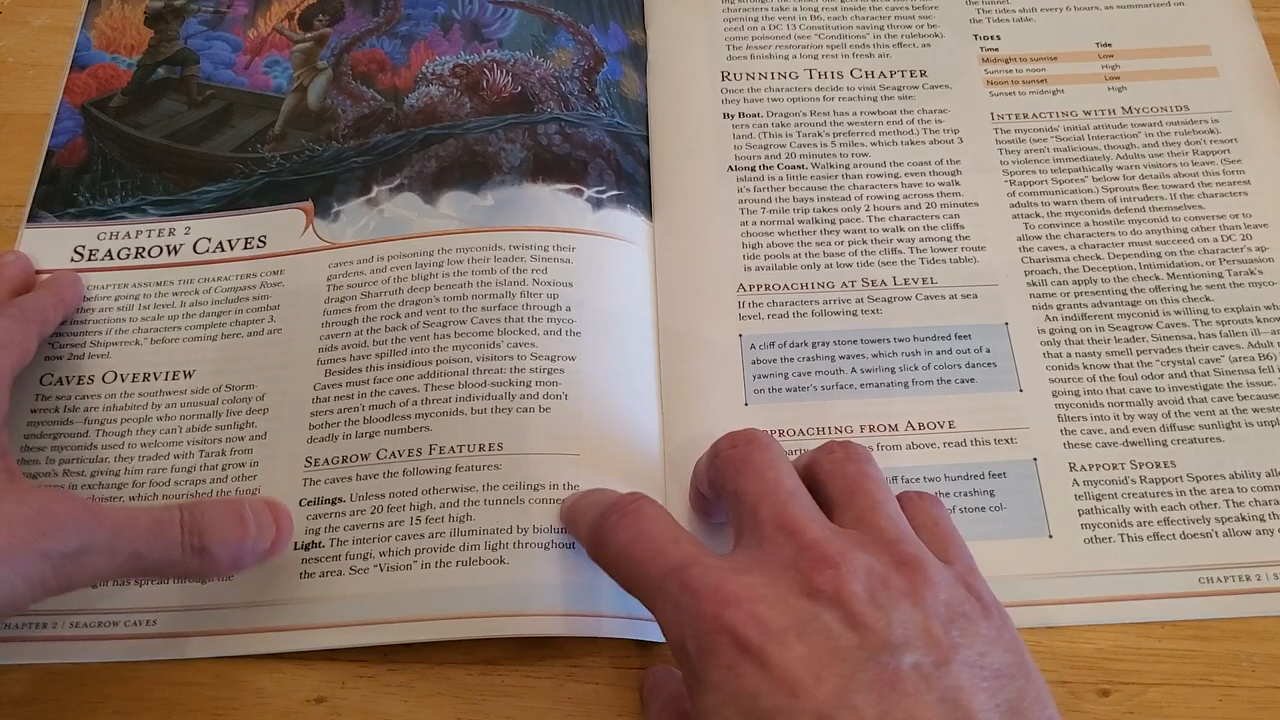 CHAPTER 2
SEAGROW CAVES
CHAPTER ASSUMES THE CHARACTERS COME
before going to the wreck of Compass Rose,
they are still 1st level. It also includes
instructions to scale up the danger in combat
encounters if the characters complete chapter 3,
"Cursed Shipwreck," before coming here, and are
now 2nd level.
CAVES OVERVIEW
The sea caves on the southwest side of Storm-
wreck Isle are inhabited by an unusual colony of
myconids—fungus people who normally live deep
underground. Though they can't abide sunlight,
these myconids used to welcome visitors now and
then. In particular, they traded with Tarak from
Rest, giving him rare fungi that grow in
in exchange for food scraps and other
cloister, which nourished the fungi
has spread through the
caves and is poisoning the myconids, twisting their
gardens, and even laying low their leader, Sinensa.
The source of the blight is the tomb of the red
dragon Sharruth deep beneath the island. Noxious
fumes from the dragon's tomb normally filter up
through the rock and vent to the surface through a
cavern at the back of Seagrow Caves that the myco-
nids avoid, but the vent has become blocked, and the
fumes have spilled into the myconids' caves.
Besides this insidious poison, visitors to Seagrow
Caves must face one additional threat: the stirges
that nest in the caves. These blood-sucking mon-
sters aren't much of a threat individually and don't
bother the bloodless myconids, but they can be
deadly in large numbers.
SEAGROW CAVES FEATURES
The caves have the following features:
Ceilings. Unless noted otherwise, the ceilings in the
caverns are 20 feet high, and the tunnels
ing the caverns are 15 feet high.
Light. The interior caves are illuminated by
nescent fungi, which provide dim light throughout
the area. See "Vision" in the rulebook.
CHAPTER 2 | SEAGROW CAVES
characters take a long rest inside the caves before
opening the vent in B6, each character must suc-
ceed on a DC 13 Constitution saving throw or be-
come poisoned (see "Conditions" in the rulebook).
The lesser restoration spell ends this effect, as
does finishing a long rest in fresh air.
RUNNING THIS CHAPTER
Once the characters decide to visit Seagrow Caves,
they have two options for reaching the site:
By Boat. Dragon's Rest has a rowboat the charac-
ters can take around the western end of the is-
land. (This is Tarak's preferred method.) The trip
to Seagrow Caves is 5 miles, which takes about 3
hours and 20 minutes to row.
Along the Coast. Walking around the coast of the
island is a little easier than rowing, even though
it's farther because the characters have to walk
around the bays instead of rowing across them.
The 7-mile trip takes only 2 hours and 20 minutes
at a normal walking pace. The characters can
choose whether they want to walk on the cliffs
high above the sea or pick their way among the
tide pools at the base of the cliffs. The lower route
is available only at low tide (see the Tides table).
APPROACHING AT SEA LEVEL
If the characters arrive at Seagrow Caves at sea
level, read the following text:
A cliff of dark gray stone towers two hundred feet
above the crashing waves, which rush in and out of a
yawning cave mouth. A swirling slick of colors dances
on the water's surface, emanating from the cave.
APPROACHING FROM ABOVE
from above, read this text:
cliff face two hundred feet
the crashing
of stone col-
the tunnel.
The tides shift every 6 hours, as summarized on
the Tides table.
TIDES
Time Tide
Midnight to sunrise Low
Sunrise to noon High
Noon to sunset Low
Sunset to midnight High
INTERACTING WITH MYCONIDS
The myconids' initial attitude toward outsiders is
hostile (see "Social Interaction" in the rulebook).
They aren't malicious, though, and they don't resort
to violence immediately. Adults use their Rapport
Spores to telepathically warn visitors to leave. (See
"Rapport Spores" below for details about this form
of communication.) Sprouts flee toward the nearest
adults to warn them of intruders. If the characters
attack, the myconids defend themselves.
To convince a hostile myconid to converse or to
allow the characters to do anything other than leave
the caves, a character must succeed on a DC 20
Charisma check. Depending on the character's ap-
proach, the Deception, Intimidation, or Persuasion
skill can apply to the check. Mentioning Tarak's
name or presenting the offering he sent the myco-
nids grants advantage on this check.
An indifferent myconid is willing to explain
is going on in Seagrow Caves. The sprouts know
only that their leader, Sinensa, has fallen
that a nasty smell pervades their caves. Adult
conids know that the "crystal cave" (area B6)
source of the foul odor and that Sinensa fell
going into that cave to investigate the issue.
myconids normally avoid that cave because
filters into it by way of the vent at the
the cave, and even diffuse sunlight is
these cave-dwelling creatures.
RAPPORT SPORES
A myconid's Rapport Spores ability
telligent creatures in the area to
pathically with each other. The
myconids are effectively speaking
other. This effect doesn't allow any
CHAPTER 2 |